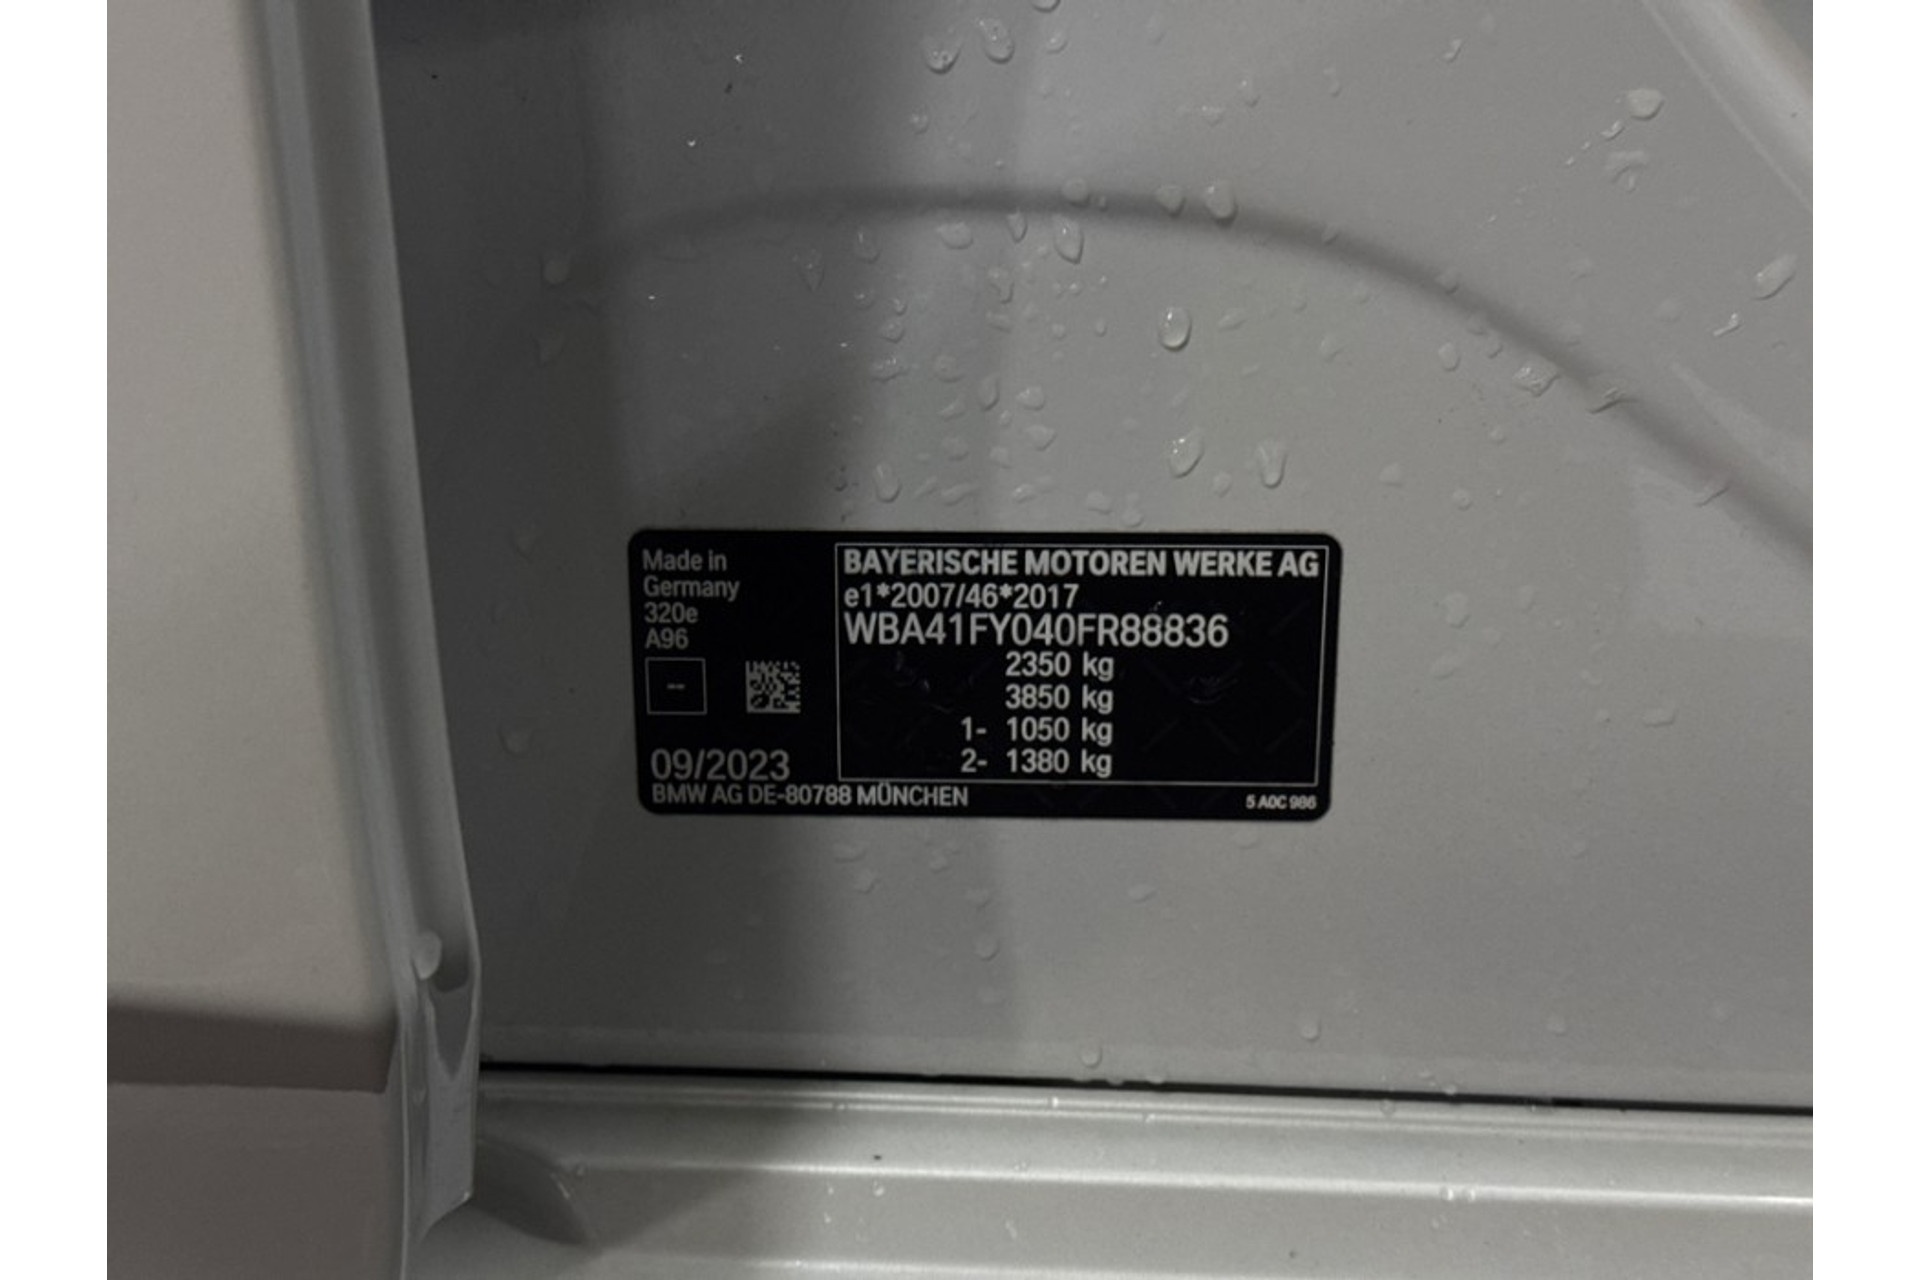 Made in
Germany
320e
A96
--
09/2023
BAYERISCHE MOTOREN WERKE AG
e1*2007/46*2017
WBA41FY040FR88836
2350 kg
3850 kg
1- 1050 kg
2- 1380 kg
BMW AG DE-80788 MÜNCHEN
5 A0C 986